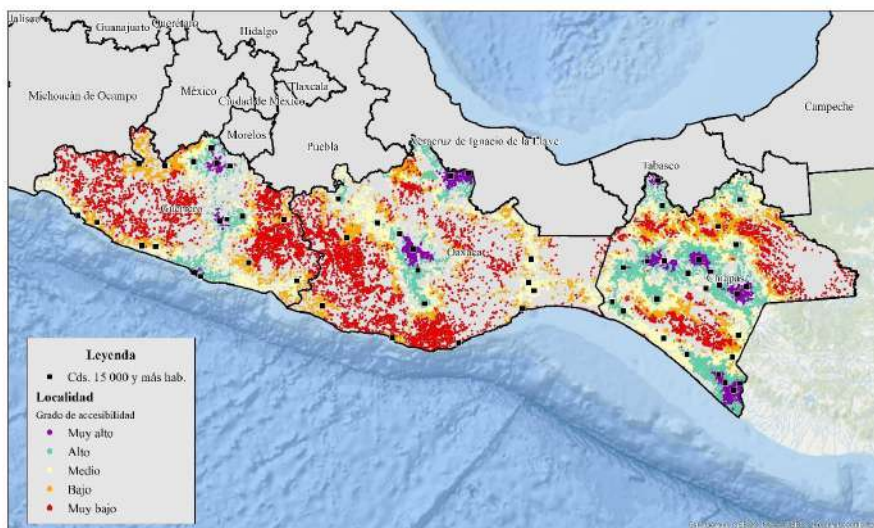 Jalisco
Guanajuato
Querétaro
Hidalgo
Michoacán de Ocampo
México
Tlaxcala
Ciudad de México
Morelos
Puebla
Veracruz de Ignacio de la Llave
Campeche
Tabasco
Guerrero
Oaxaca
Chiapas
Leyenda
Cds. 15 000 y más hab.
Localidad
Grado de accesibilidad
Muy alto
Alto
Medio
Bajo
Muy bajo